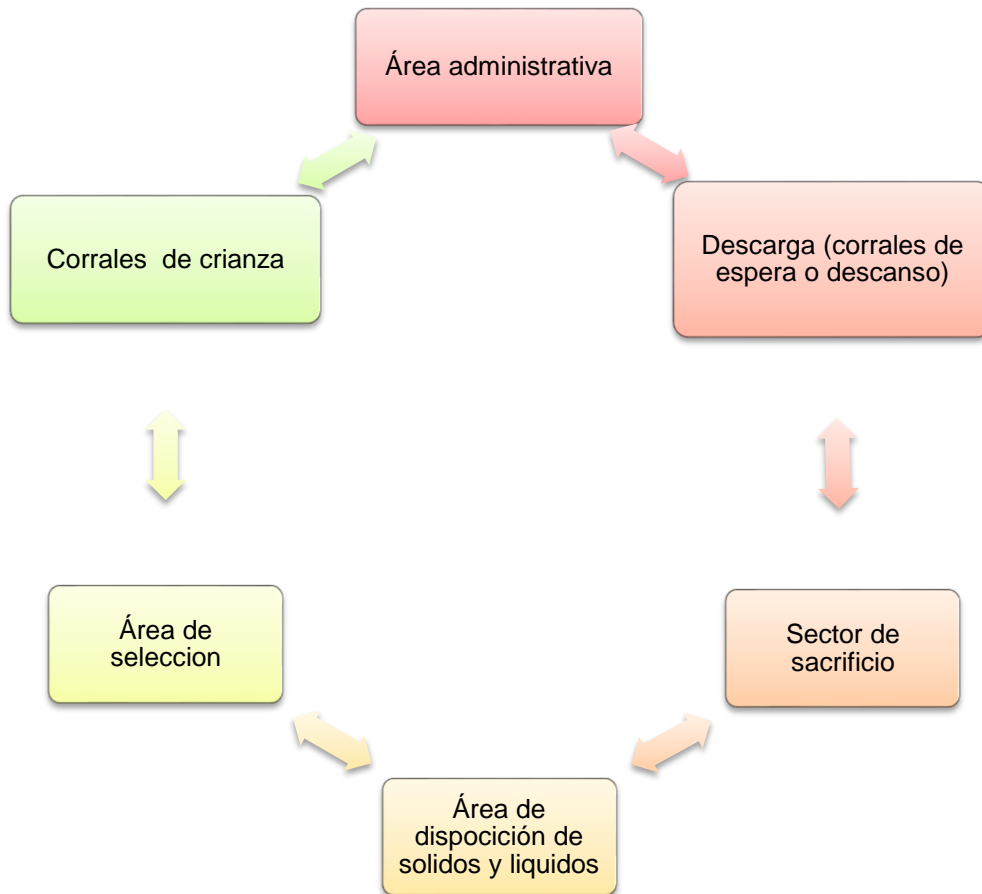 Área administrativa
Corrales  de crianza
Descarga (corrales de
espera o descanso)
Área de
seleccion
Sector de
sacrificio
Área de
dispocición de
solidos y liquidos